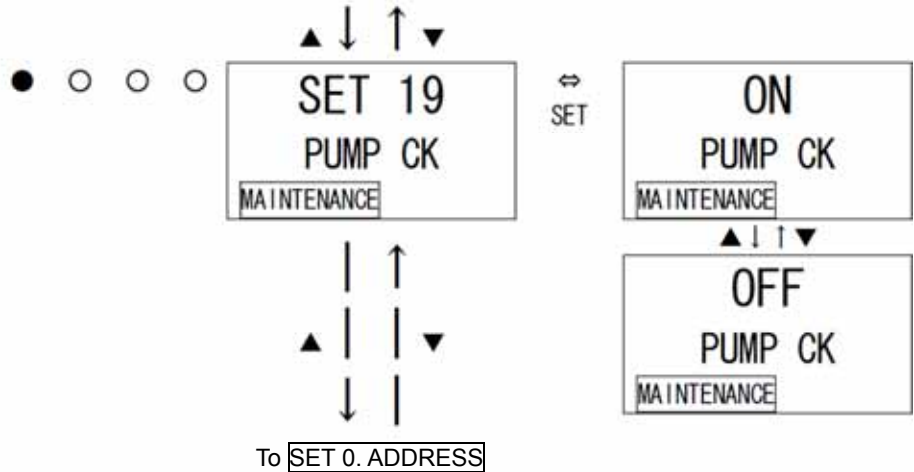 ▲ ↓ ↑ ▼
● ○ ○ ○
SET 19
PUMP CK
MAINTENANCE
⇔
SET
ON
PUMP CK
MAINTENANCE
▲ ↓ ↑ ▼
OFF
PUMP CK
MAINTENANCE
▲ ▼
To SET 0. ADDRESS